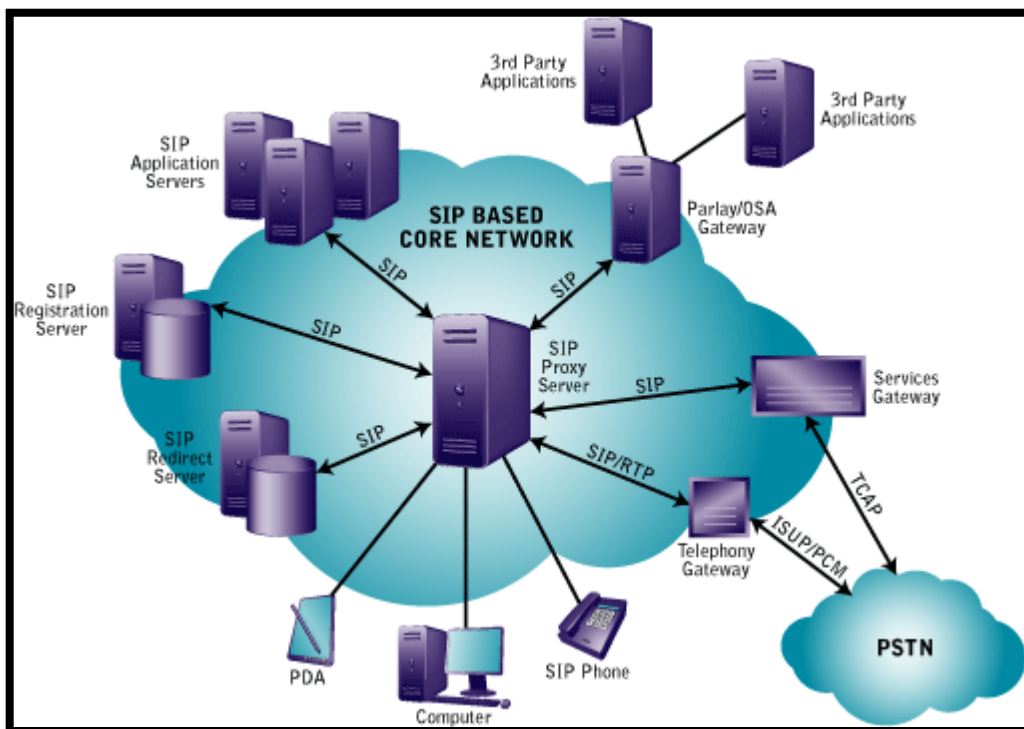 3rd Party
Applications
3rd Party
Applications
SIP
Application
Servers
SIP BASED
CORE NETWORK
Parlay/OSA
Gateway
SIP
SIP
SIP
Registration
Server
SIP
SIP
Proxy
Server
SIP
Services
Gateway
SIP
Redirect
Server
SIP
SIP/RTP
TCAP
ISUP/PCM
Telephony
Gateway
PSTN
PDA
SIP Phone
Computer